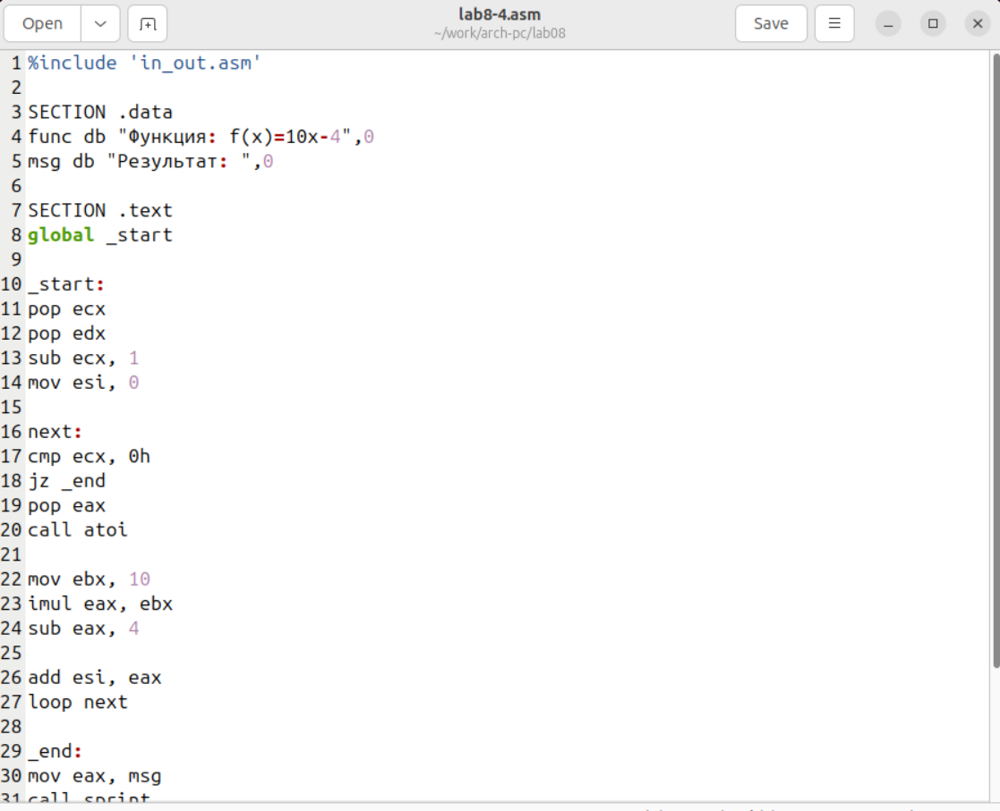 Open
lab8-4.asm
~/work/arch-pc/lab08
Save
1 %include 'in_out.asm'
2
3 SECTION .data
4 func db "Функция: f(x)=10x-4",0
5 msg db "Результат: ",0
6
7 SECTION .text
8 global _start
9
10 _start:
11 pop ecx
12 pop edx
13 sub ecx, 1
14 mov esi, 0
15
16 next:
17 cmp ecx, 0h
18 jz _end
19 pop eax
20 call atoi
21
22 mov ebx, 10
23 imul eax, ebx
24 sub eax, 4
25
26 add esi, eax
27 loop next
28
29 _end:
30 mov eax, msg
31 call sprint